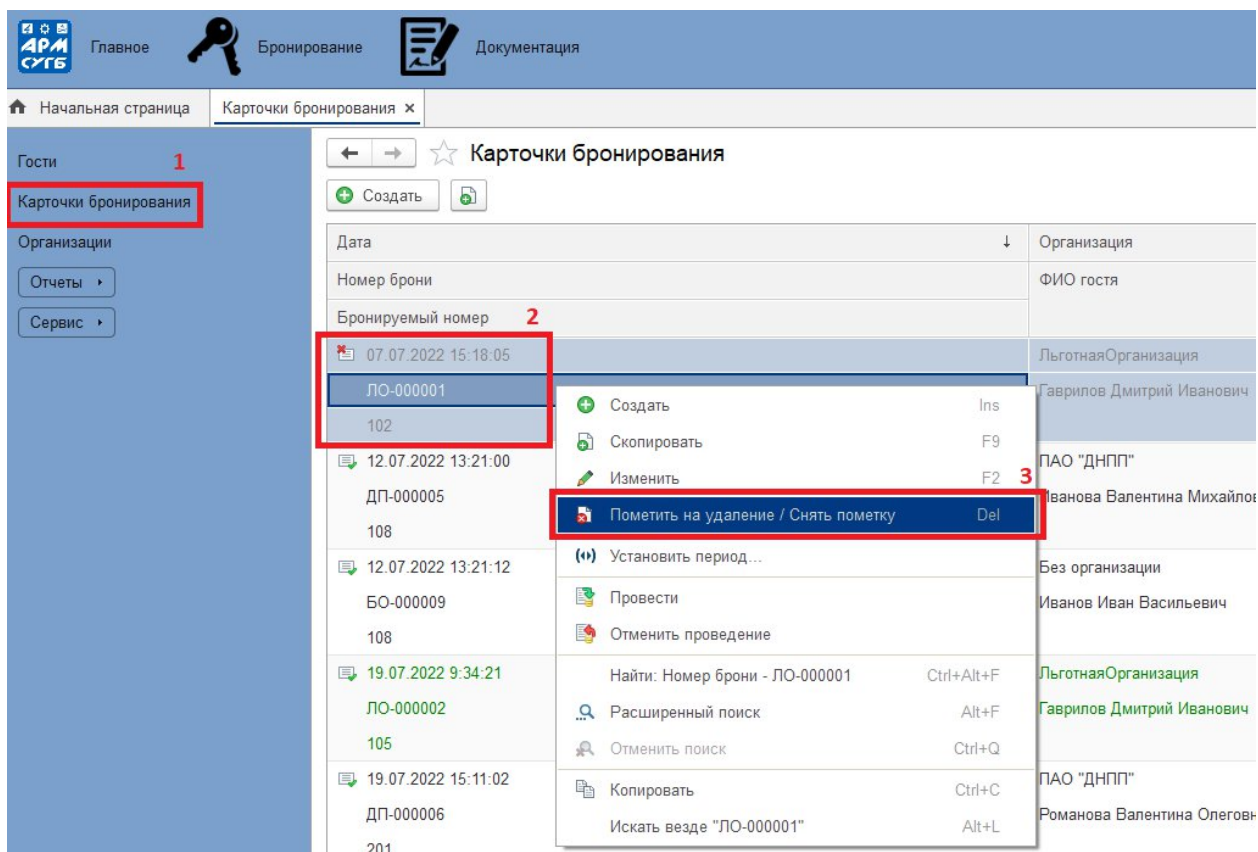 АРМ
СУГБ
Главное
Бронирование
Документация
Начальная страница
Карточки бронирования ×
Гости
1
Карточки бронирования
Организации
Отчеты
Сервис
Карточки бронирования
Создать
Дата ↓ Организация
Номер брони ФИО гостя
Бронируемый номер
2
07.07.2022 15:18:05 ЛьготнаяОрганизация
ЛО-000001 Гаврилов Дмитрий Иванович
102
12.07.2022 13:21:00 ПАО "ДНПП"
ДП-000005 Иванова Валентина
108
12.07.2022 13:21:12 Без организации
БО-000009 Иванов Иван Васильевич
108
19.07.2022 9:34:21 ЛьготнаяОрганизация
ЛО-000002 Гаврилов Дмитрий Иванович
105
19.07.2022 15:11:02 ПАО "ДНПП"
ДП-000006 Романова Валентина
201
Создать Ins
Скопировать F9
Изменить F2
3
Пометить на удаление / Снять пометку Del
Установить период...
Провести
Отменить проведение
Найти: Номер брони - ЛО-000001 Ctrl+Alt+F
Расширенный поиск Alt+F
Отменить поиск Ctrl+Q
Копировать Ctrl+C
Искать везде "ЛО-000001" Alt+L